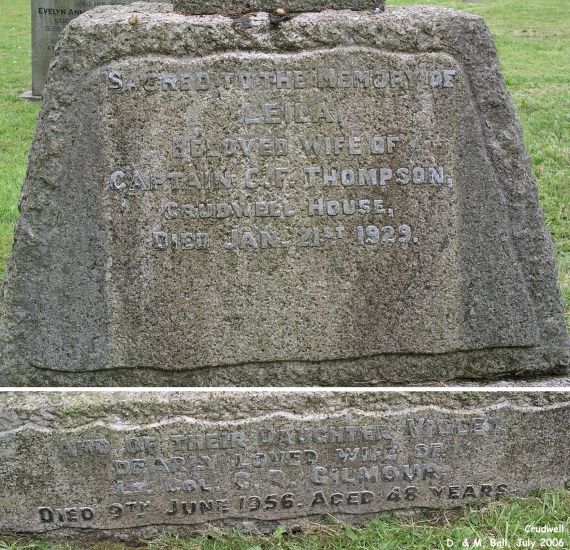 EVELYN ANN
SACRED TO THE MEMORY OF
LEILA,
BELOVED WIFE OF
CAPTAIN C. F. THOMPSON,
CRUDWELL HOUSE,
DIED JAN. 21ST 1929.
AND OF THEIR DAUGHTER VIOLET,
DEARLY LOVED WIFE OF
LT. COL. GILMOUR
DIED 9TH JUNE 1956. AGED 48 YEARS.
Crudwell
D. & M. Ball, July 2006